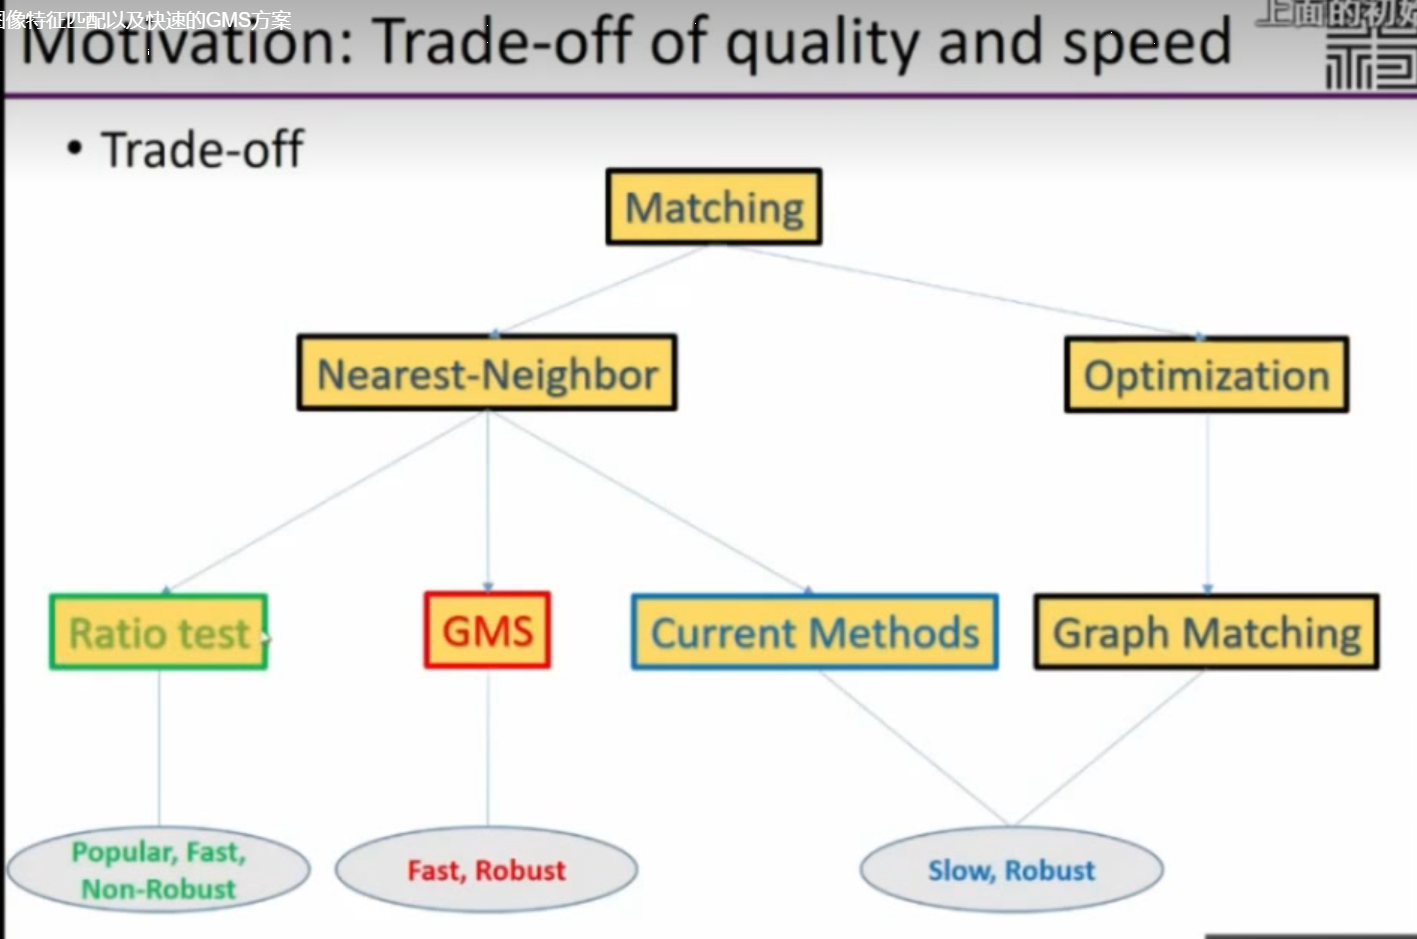 图像特征匹配以及快速的GMS方案
上面的初始
Motivation: Trade-off of quality and speed
• Trade-off
Matching
Nearest-Neighbor
Optimization
Ratio test
GMS
Current Methods
Graph Matching
Popular, Fast,
Non-Robust
Fast, Robust
Slow, Robust